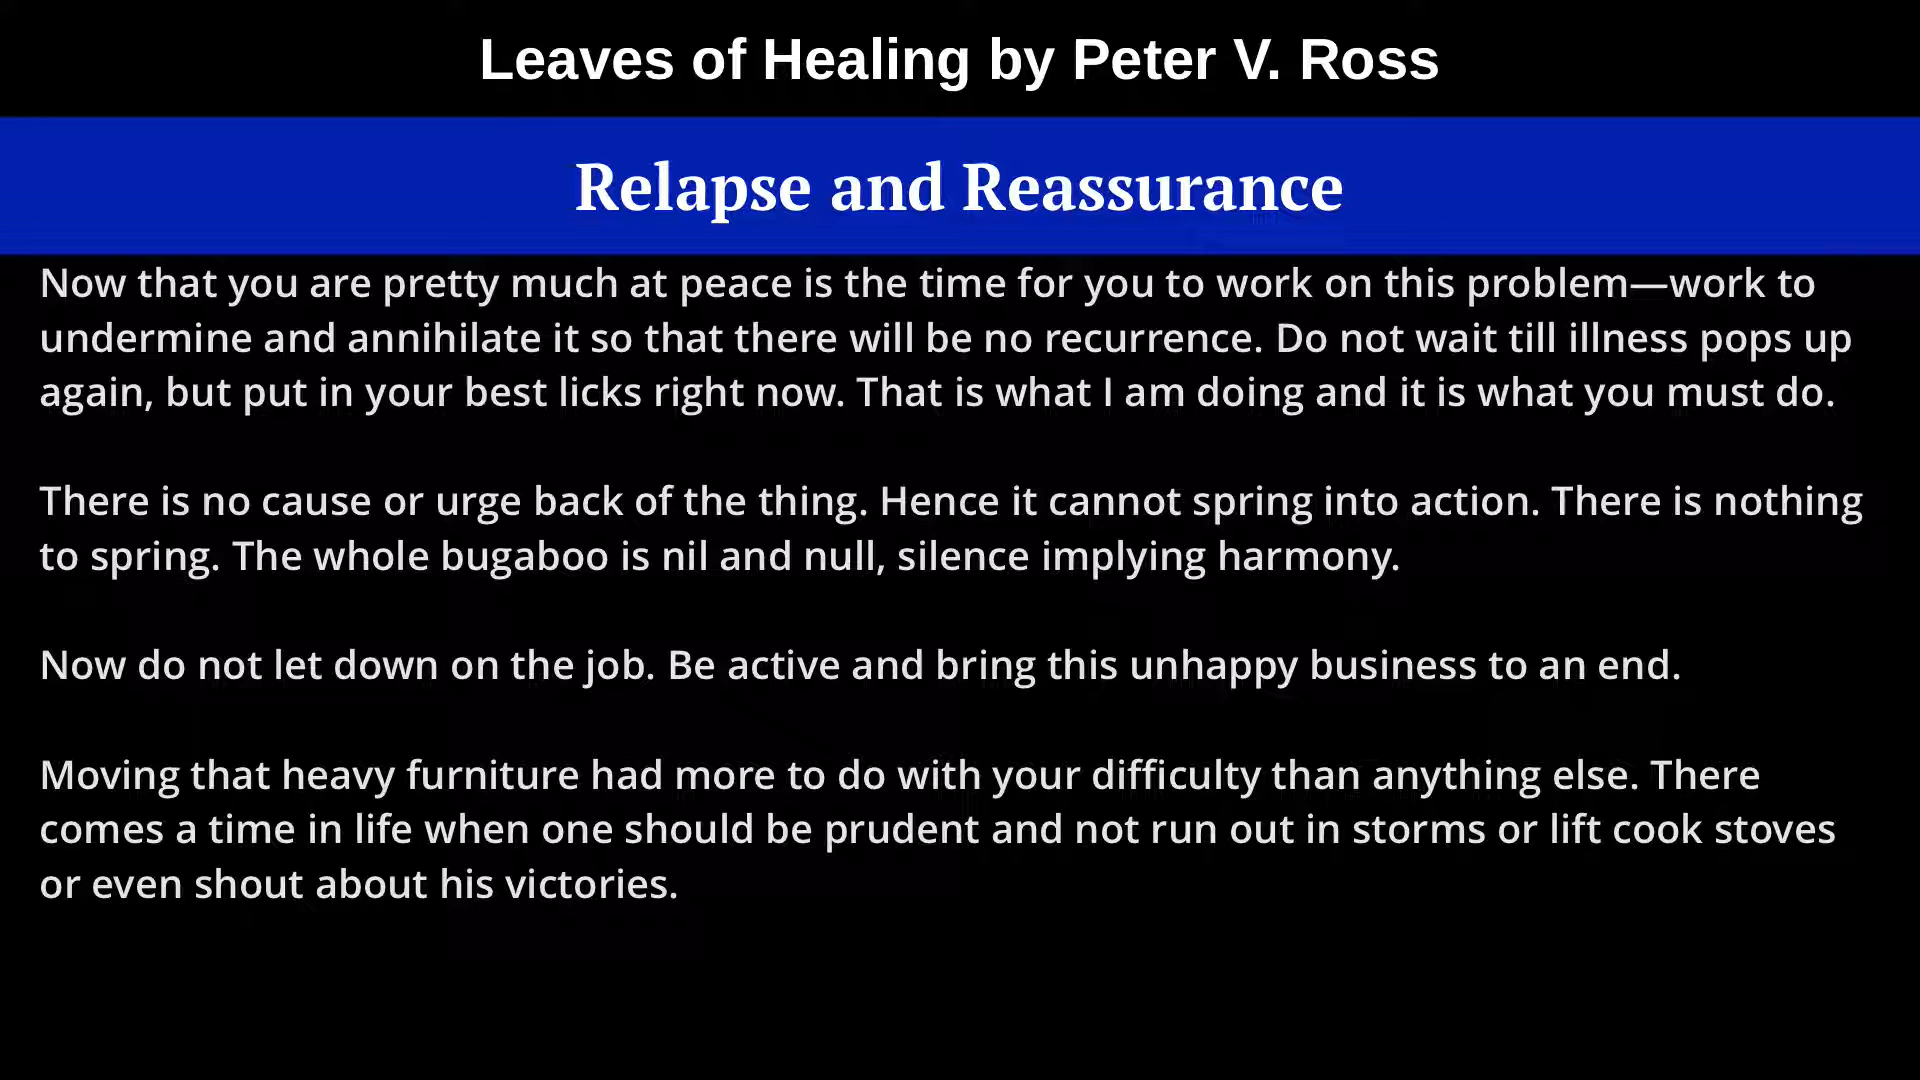 Leaves of Healing by Peter V. Ross
Relapse and Reassurance
Now that you are pretty much at peace is the time for you to work on this problem—work to
undermine and annihilate it so that there will be no recurrence. Do not wait till illness pops up
again, but put in your best licks right now. That is what I am doing and it is what you must do.
There is no cause or urge back of the thing. Hence it cannot spring into action. There is nothing
to spring. The whole bugaboo is nil and null, silence implying harmony.
Now do not let down on the job. Be active and bring this unhappy business to an end.
Moving that heavy furniture had more to do with your difficulty than anything else. There
comes a time in life when one should be prudent and not run out in storms or lift cook stoves
or even shout about his victories.